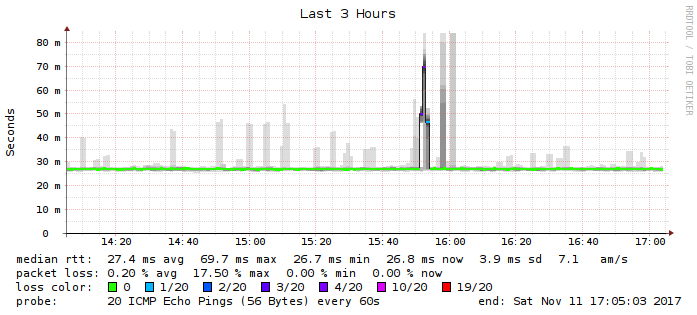 Last 3 Hours
RRDTOOL / TOBI OETIKER
Seconds
80 m
70 m
60 m
50 m
40 m
30 m
20 m
10 m
0
14:20 14:40 15:00 15:20 15:40 16:00 16:20 16:40 17:00
median rtt: 27.4 ms avg 69.7 ms max 26.7 ms min 26.8 ms now 3.9 ms sd 7.1 am/s
packet loss: 0.20 % avg 17.50 % max 0.00 % min 0.00 % now
loss color: 0 1/20 2/20 3/20 4/20 10/20 19/20
probe: 20 ICMP Echo Pings (56 Bytes) every 60s end: Sat Nov 11 17:05:03 2017